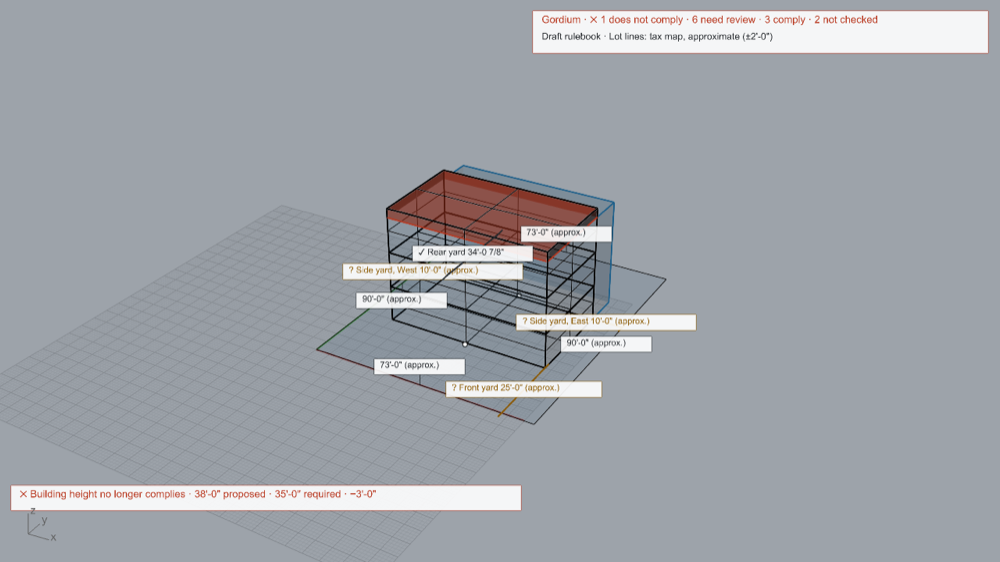 Gordium · ✕ 1 does not comply · 6 need review · 3 comply · 2 not checked
Draft rulebook · Lot lines: tax map, approximate (±2'-0")
73'-0" (approx.)
✓ Rear yard 34'-0 7/8"
? Side yard, West 10'-0" (approx.)
90'-0" (approx.)
? Side yard, East 10'-0" (approx.)
90'-0" (approx.)
73'-0" (approx.)
? Front yard 25'-0" (approx.)
✕ Building height no longer complies · 38'-0" proposed · 35'-0" required · −3'-0"
z
y
x